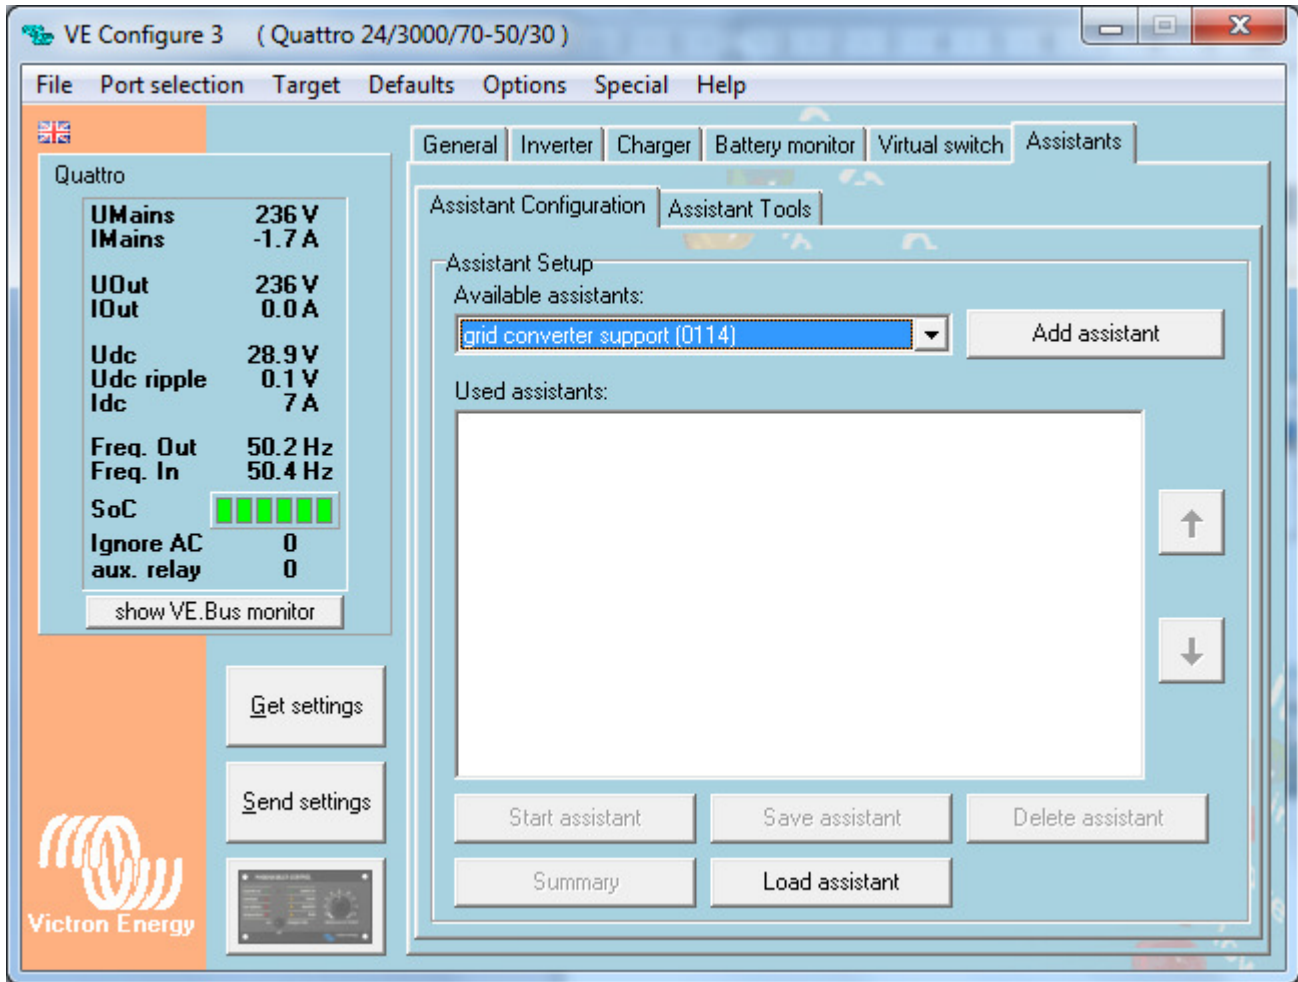 VE Configure 3 ( Quattro 24/3000/70-50/30 )
File Port selection Target Defaults Options Special Help
General Inverter Charger Battery monitor Virtual switch Assistants
Quattro
UMains 236 V
IMains -1.7 A
UOut 236 V
IOut 0.0 A
Udc 28.9 V
Udc ripple 0.1 V
Idc 7 A
Freq. Out 50.2 Hz
Freq. In 50.4 Hz
SoC
Ignore AC 0
aux. relay 0
show VE.Bus monitor
Get settings
Send settings
Victron Energy
Assistant Configuration Assistant Tools
Assistant Setup
Available assistants:
grid converter support (0114)
Add assistant
Used assistants:
Start assistant Save assistant Delete assistant
Summary Load assistant